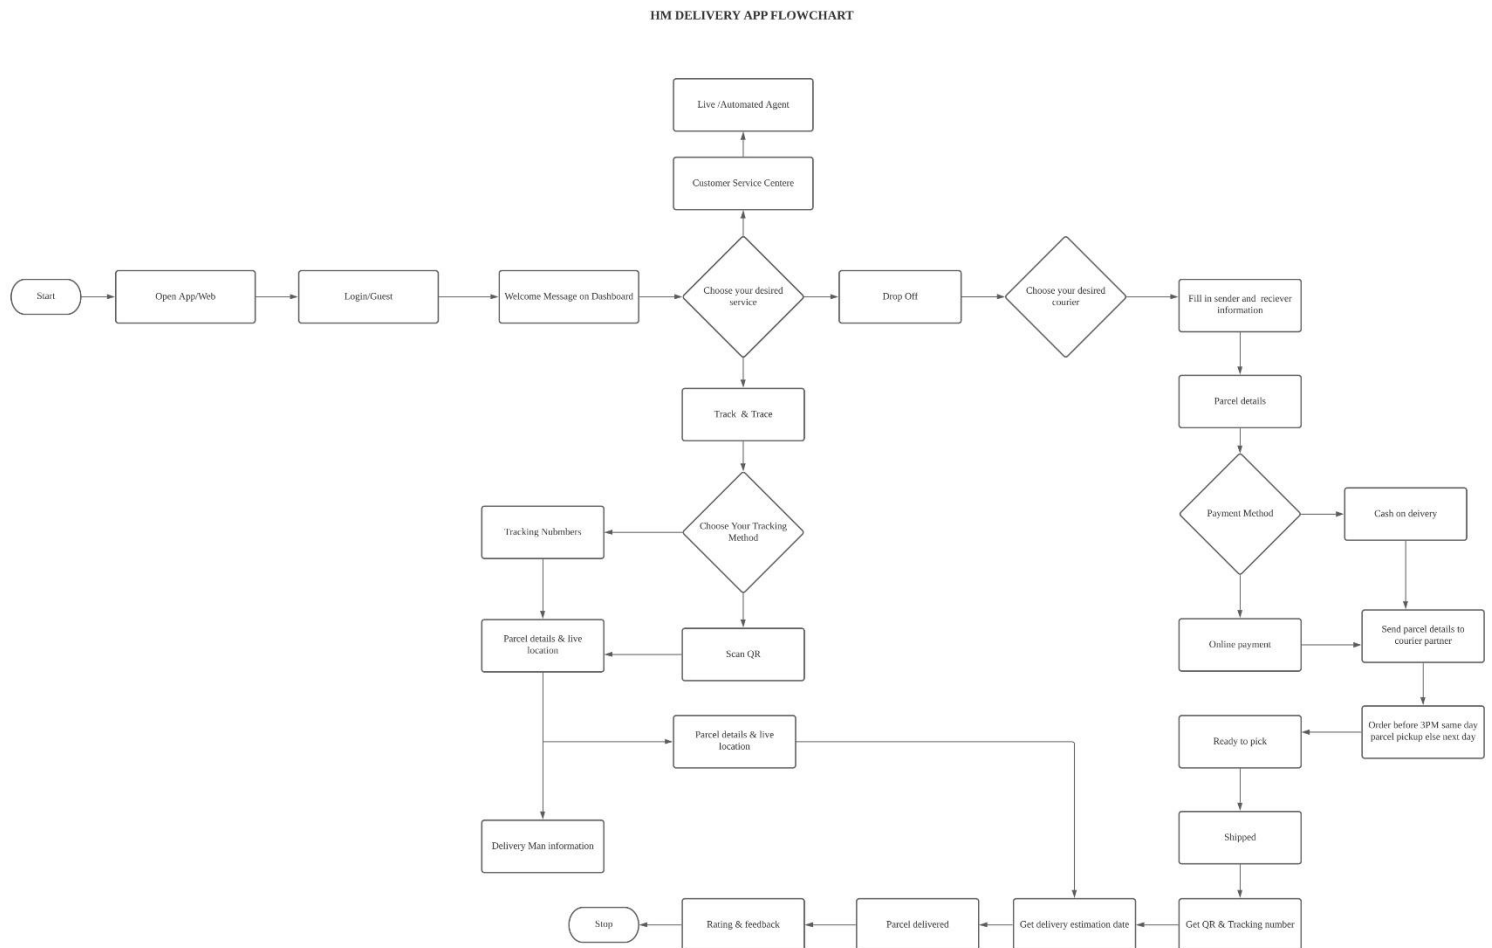 HM DELIVERY APP FLOWCHART
Live /Automated Agent
Customer Service Centere
Start
Open App/Web
Login/Guest
Welcome Message on Dashboard
Choose your desired
service
Drop Off
Choose your desired
courier
Fill in sender and  reciever
information
Track  & Trace
Parcel details
Choose Your Tracking
Method
Tracking Nubmbers
Payment Method
Cash on deivery
Parcel details & live
location
Scan QR
Online payment
Send parcel details to
courier partner
Parcel details & live
location
Ready to pick
Order before 3PM same day
parcel pickup else next day
Delivery Man information
Shipped
Stop
Rating & feedback
Parcel delivered
Get delivery estimation date
Get QR & Tracking number